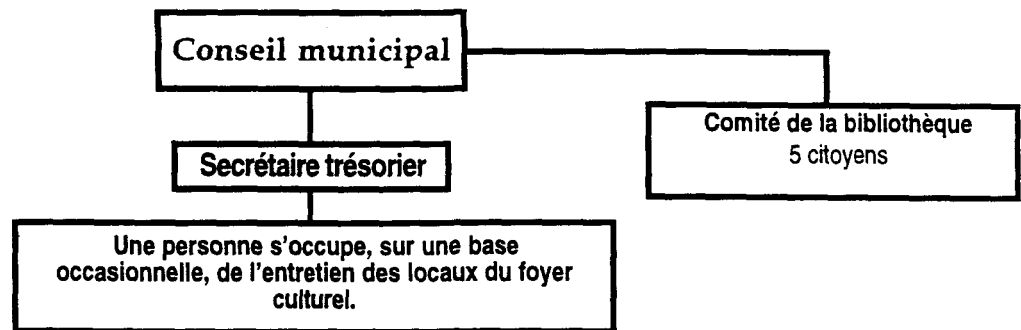 Conseil municipal
Comité de la bibliothèque
5 citoyens
Secrétaire trésorier
Une personne s'occupe, sur une base
occasionnelle, de l'entretien des locaux du foyer
culturel.